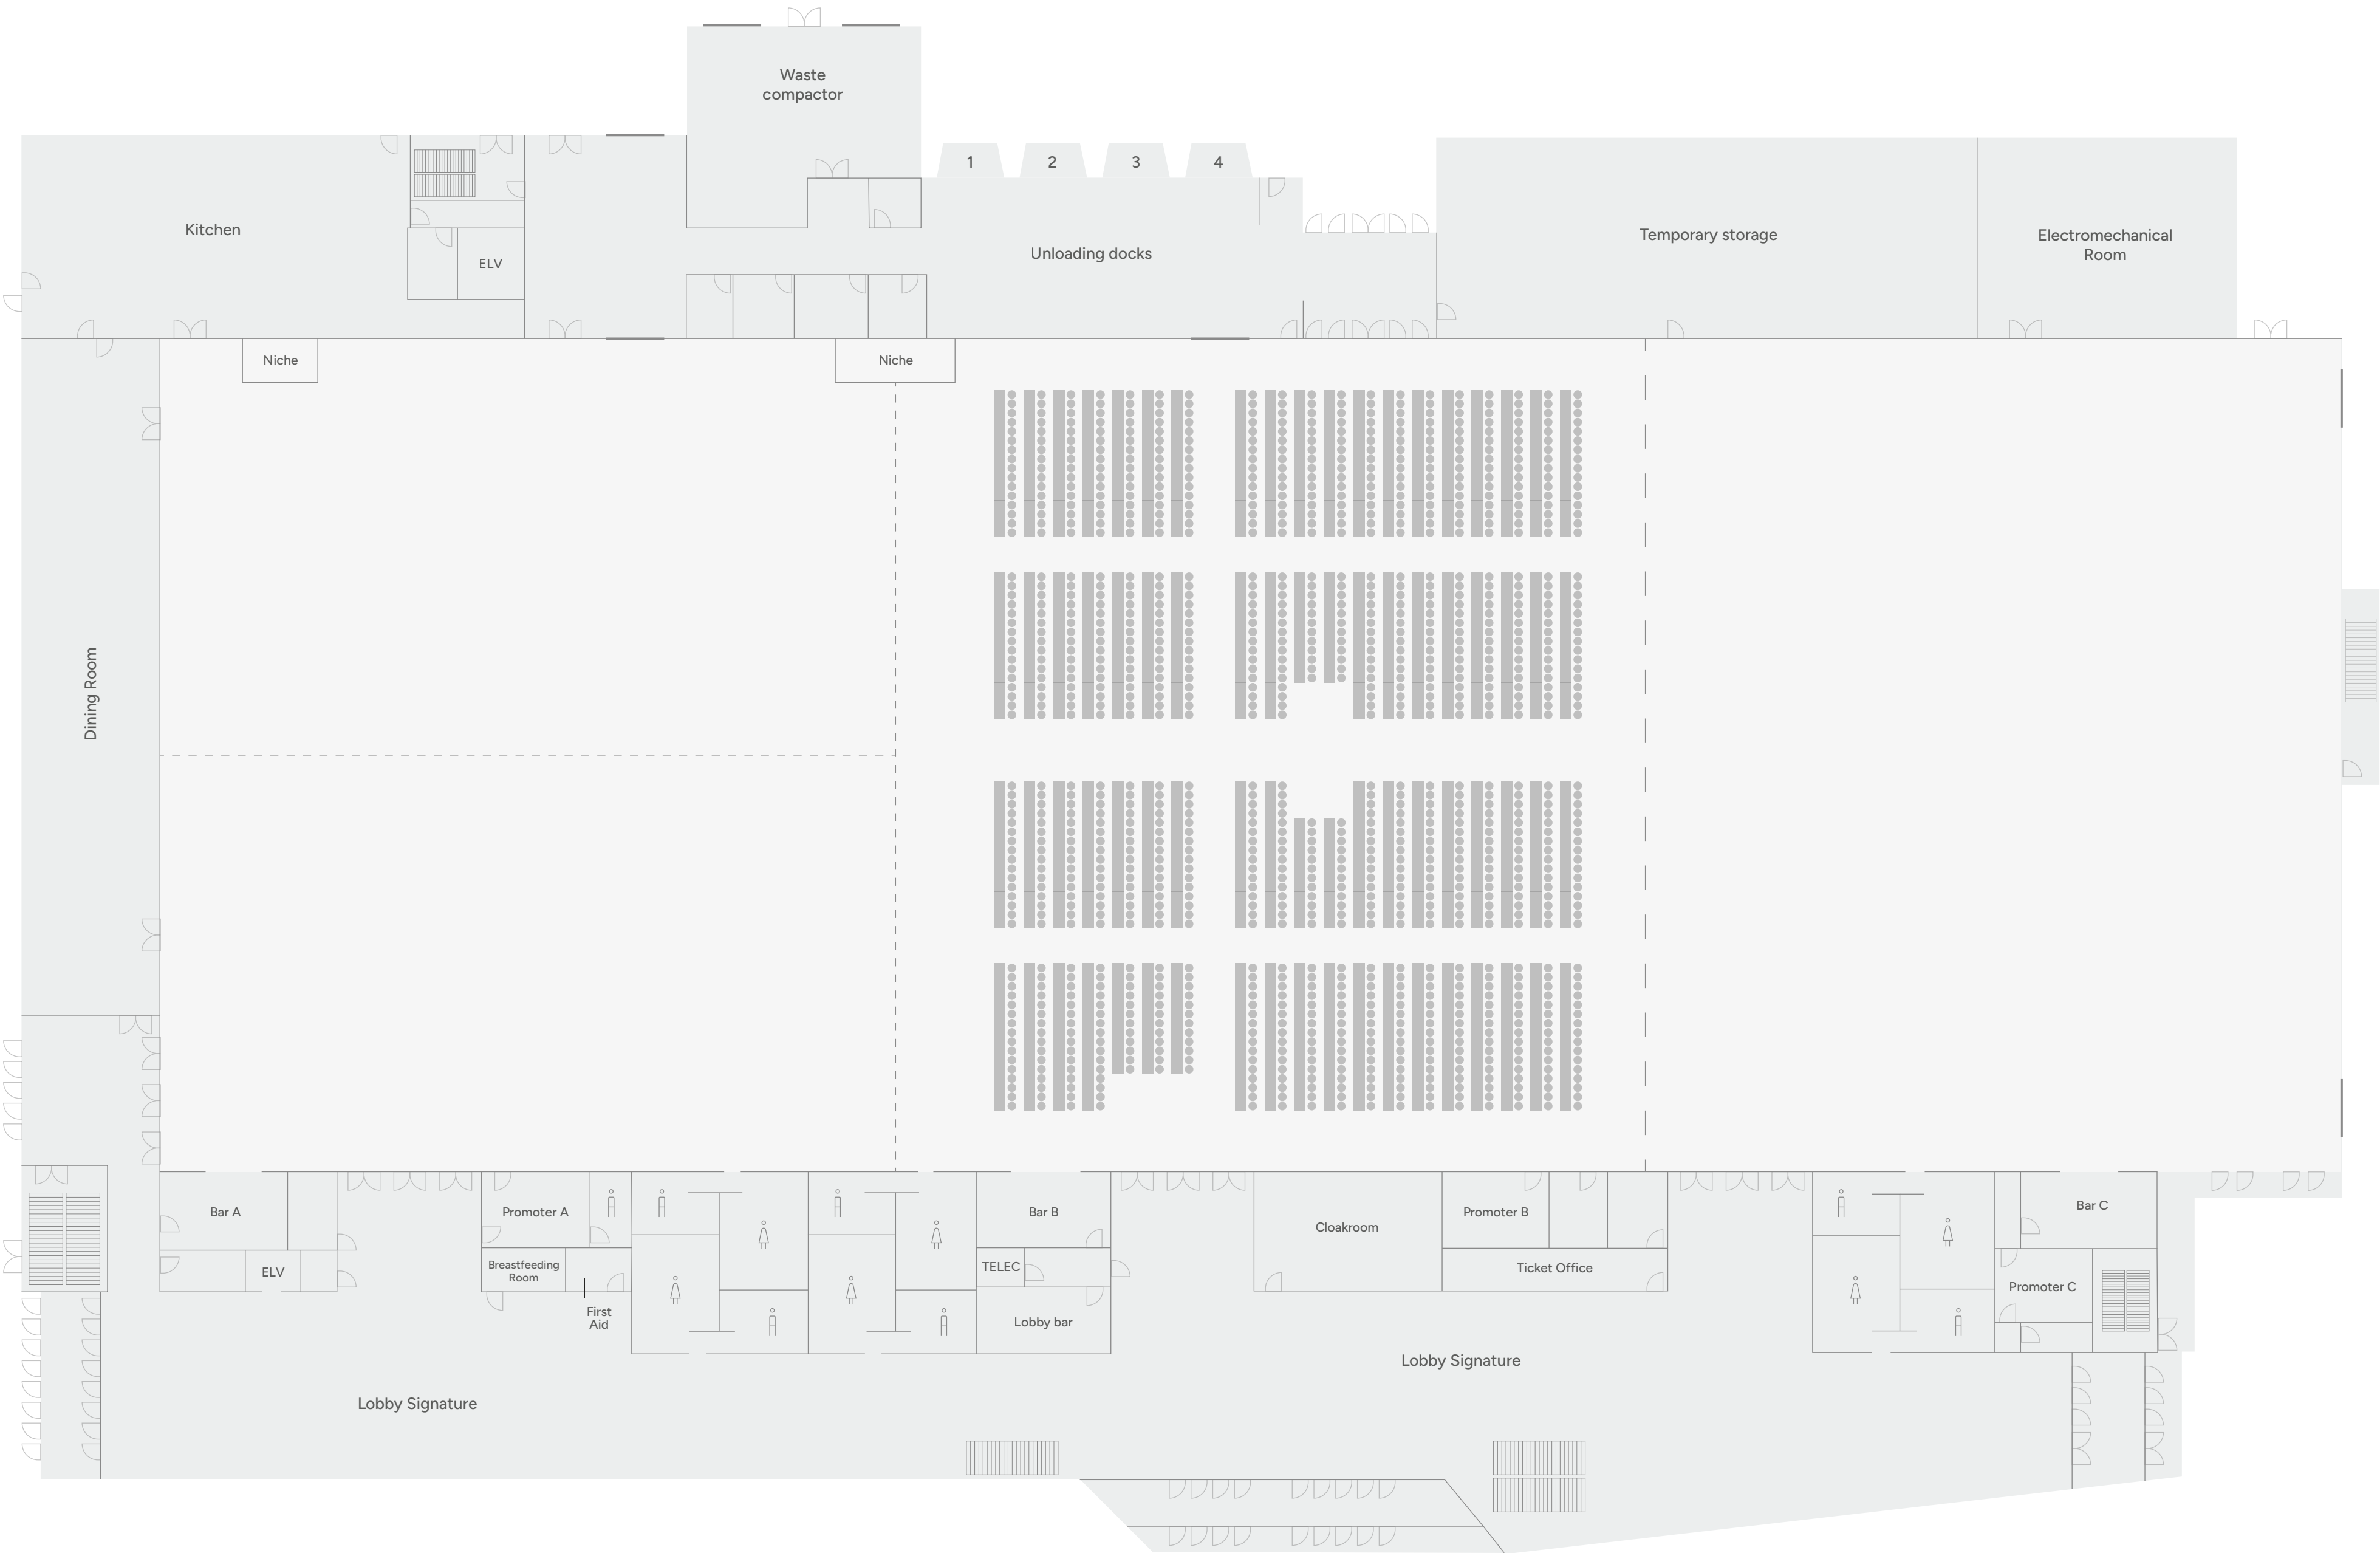 Waste
compactor
1
2
3
4
Kitchen
ELV
Unloading docks
Temporary storage
Electromechanical
Room
Niche
Niche
Dining Room
Bar A
ELV
Promoter A
Breastfeeding
Room
First
Aid
Bar B
TELEC
Lobby bar
Cloakroom
Promoter B
Ticket Office
Bar C
Promoter C
Lobby Signature
Lobby Signature